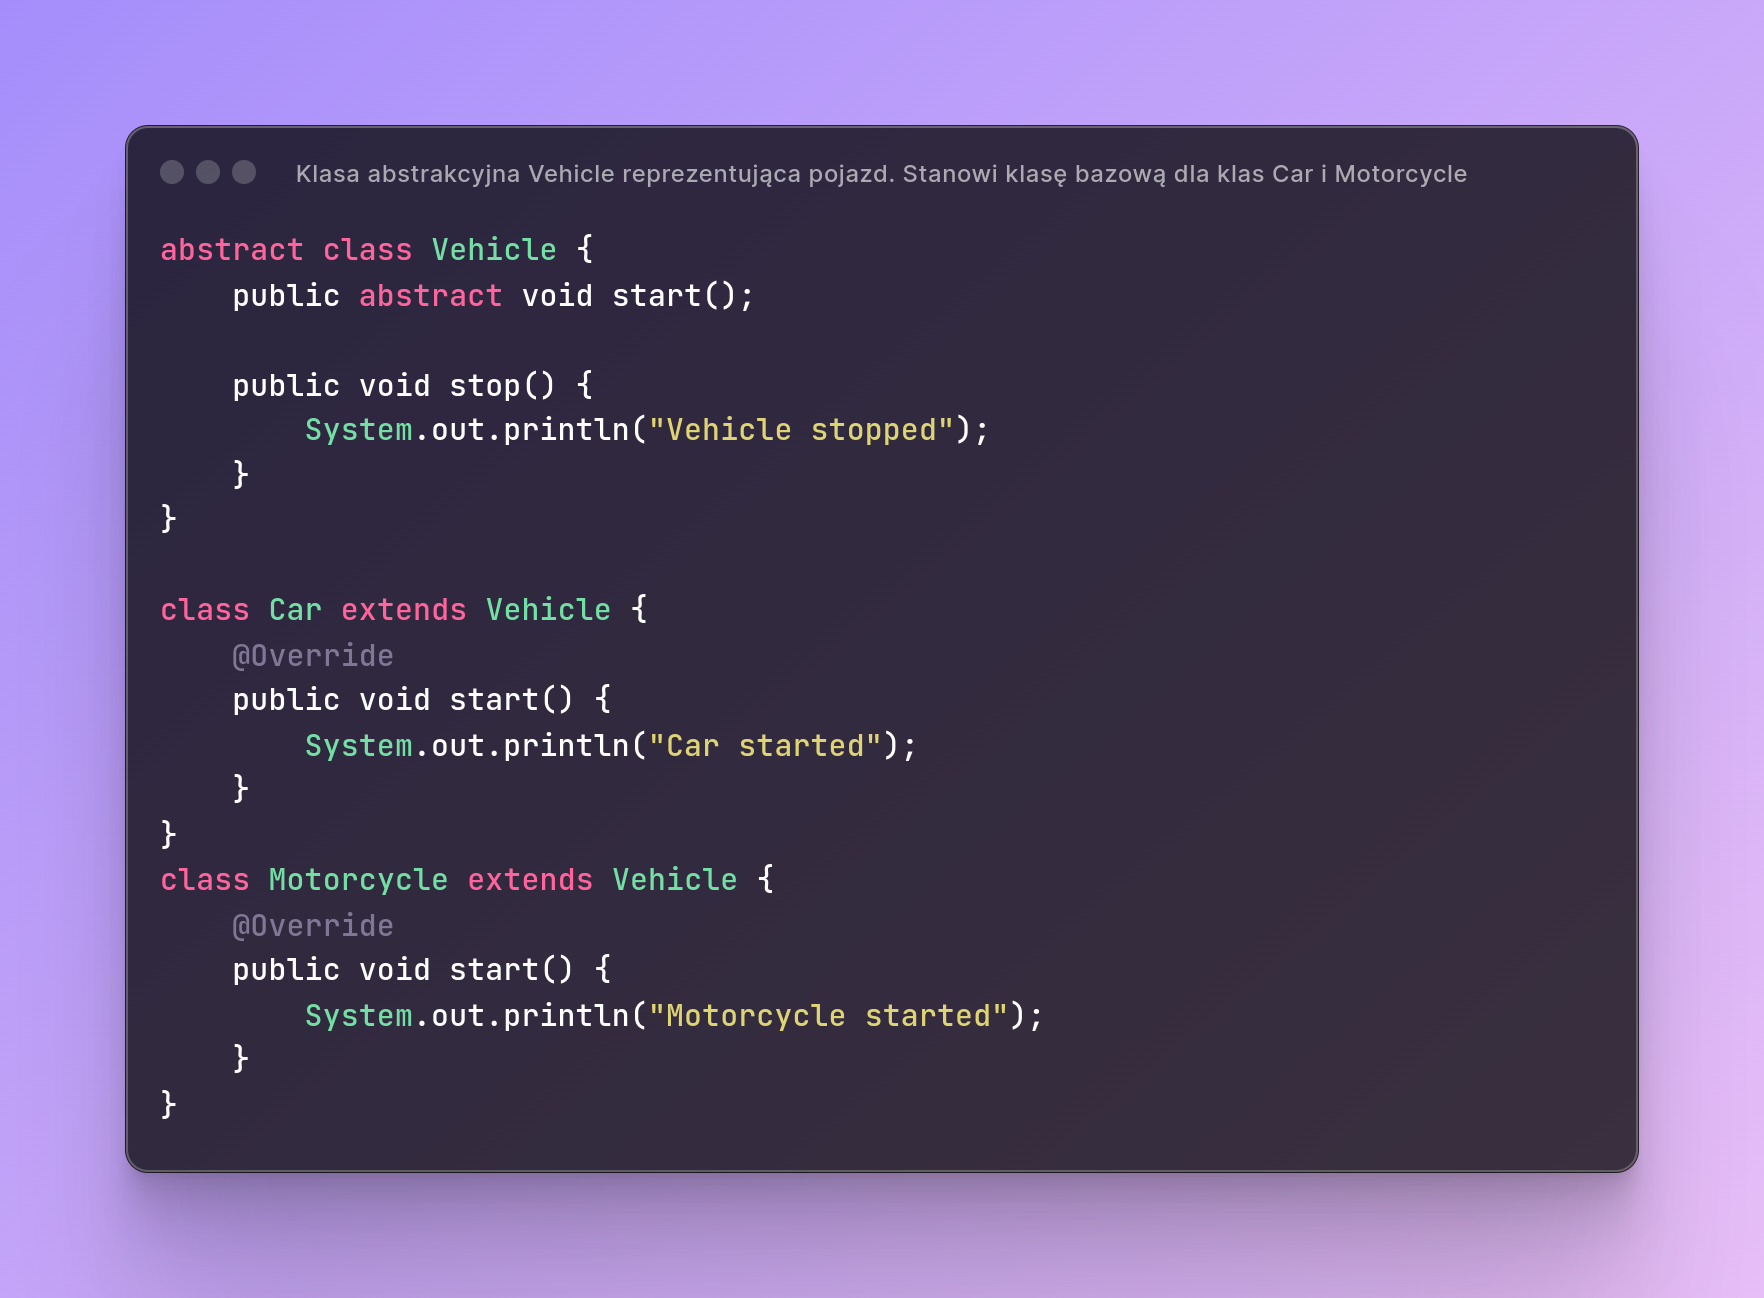 Klasa abstrakcyjna Vehicle reprezentująca pojazd. Stanowi klasę bazową dla klas Car i Motorcycle
abstract class Vehicle {
    public abstract void start();

    public void stop() {
        System.out.println("Vehicle stopped");
    }
}

class Car extends Vehicle {
    @Override
    public void start() {
        System.out.println("Car started");
    }
}
class Motorcycle extends Vehicle {
    @Override
    public void start() {
        System.out.println("Motorcycle started");
    }
}